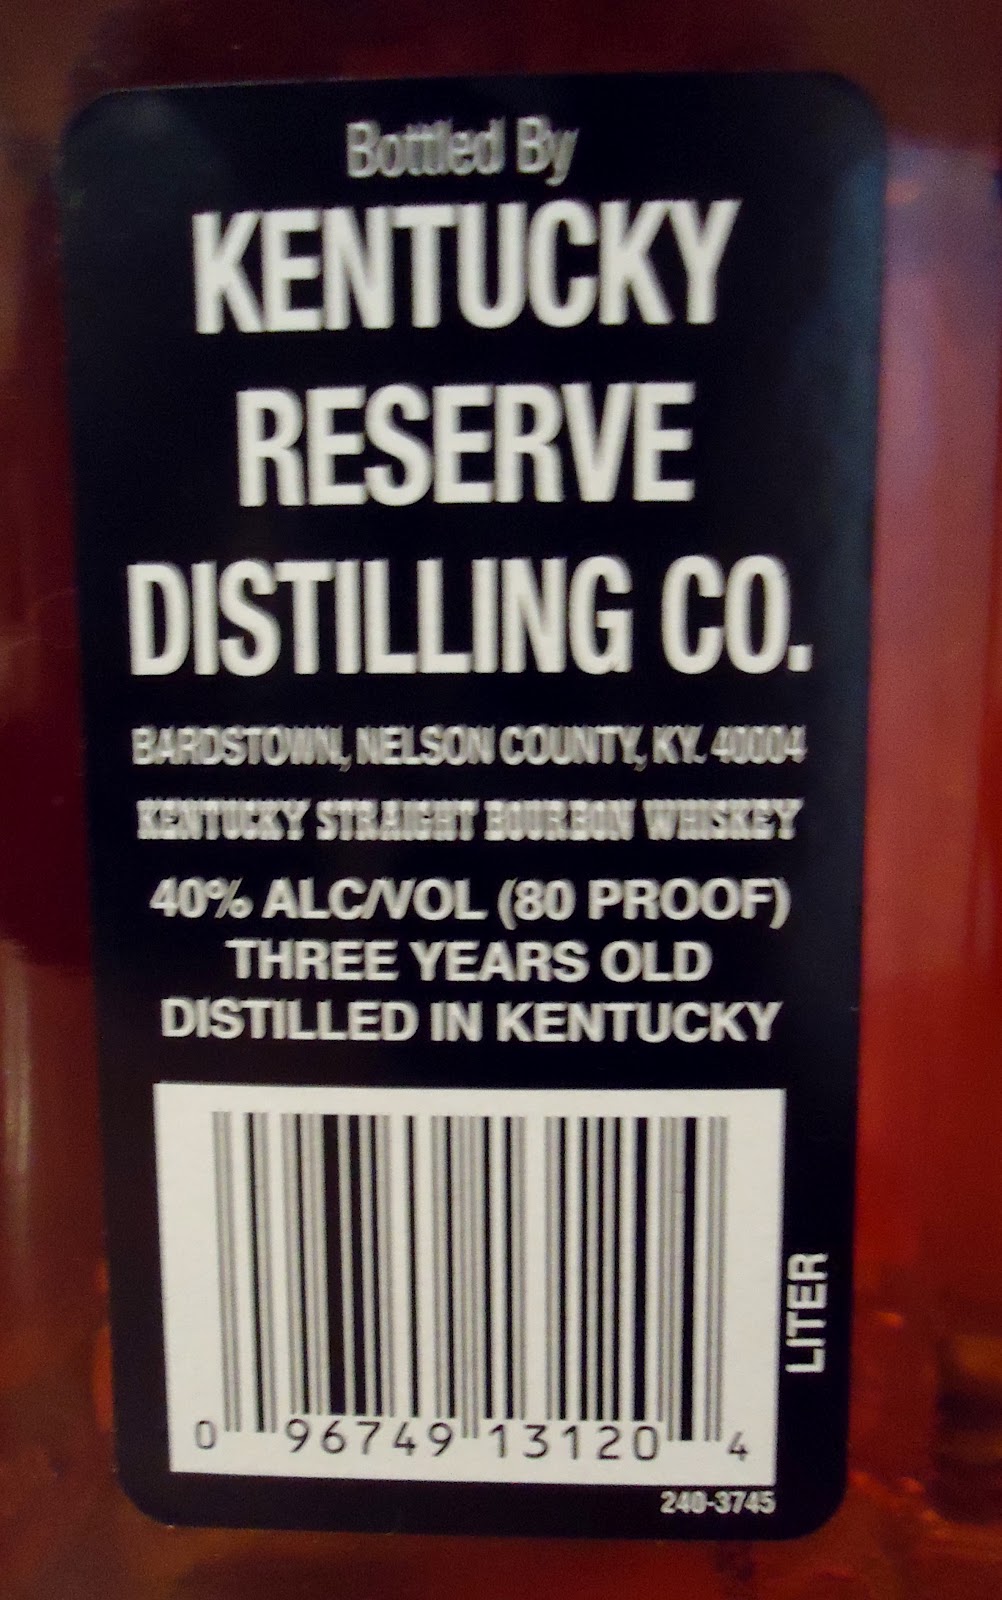 Bottled By
KENTUCKY
RESERVE
DISTILLING CO.
BARDSTOWN, NELSON COUNTY, KY. 40004
KENTUCKY STRAIGHT BOURBON WHISKEY
40% ALC/VOL (80 PROOF)
THREE YEARS OLD
DISTILLED IN KENTUCKY
LITER
0 96749 13120 4
240-3745